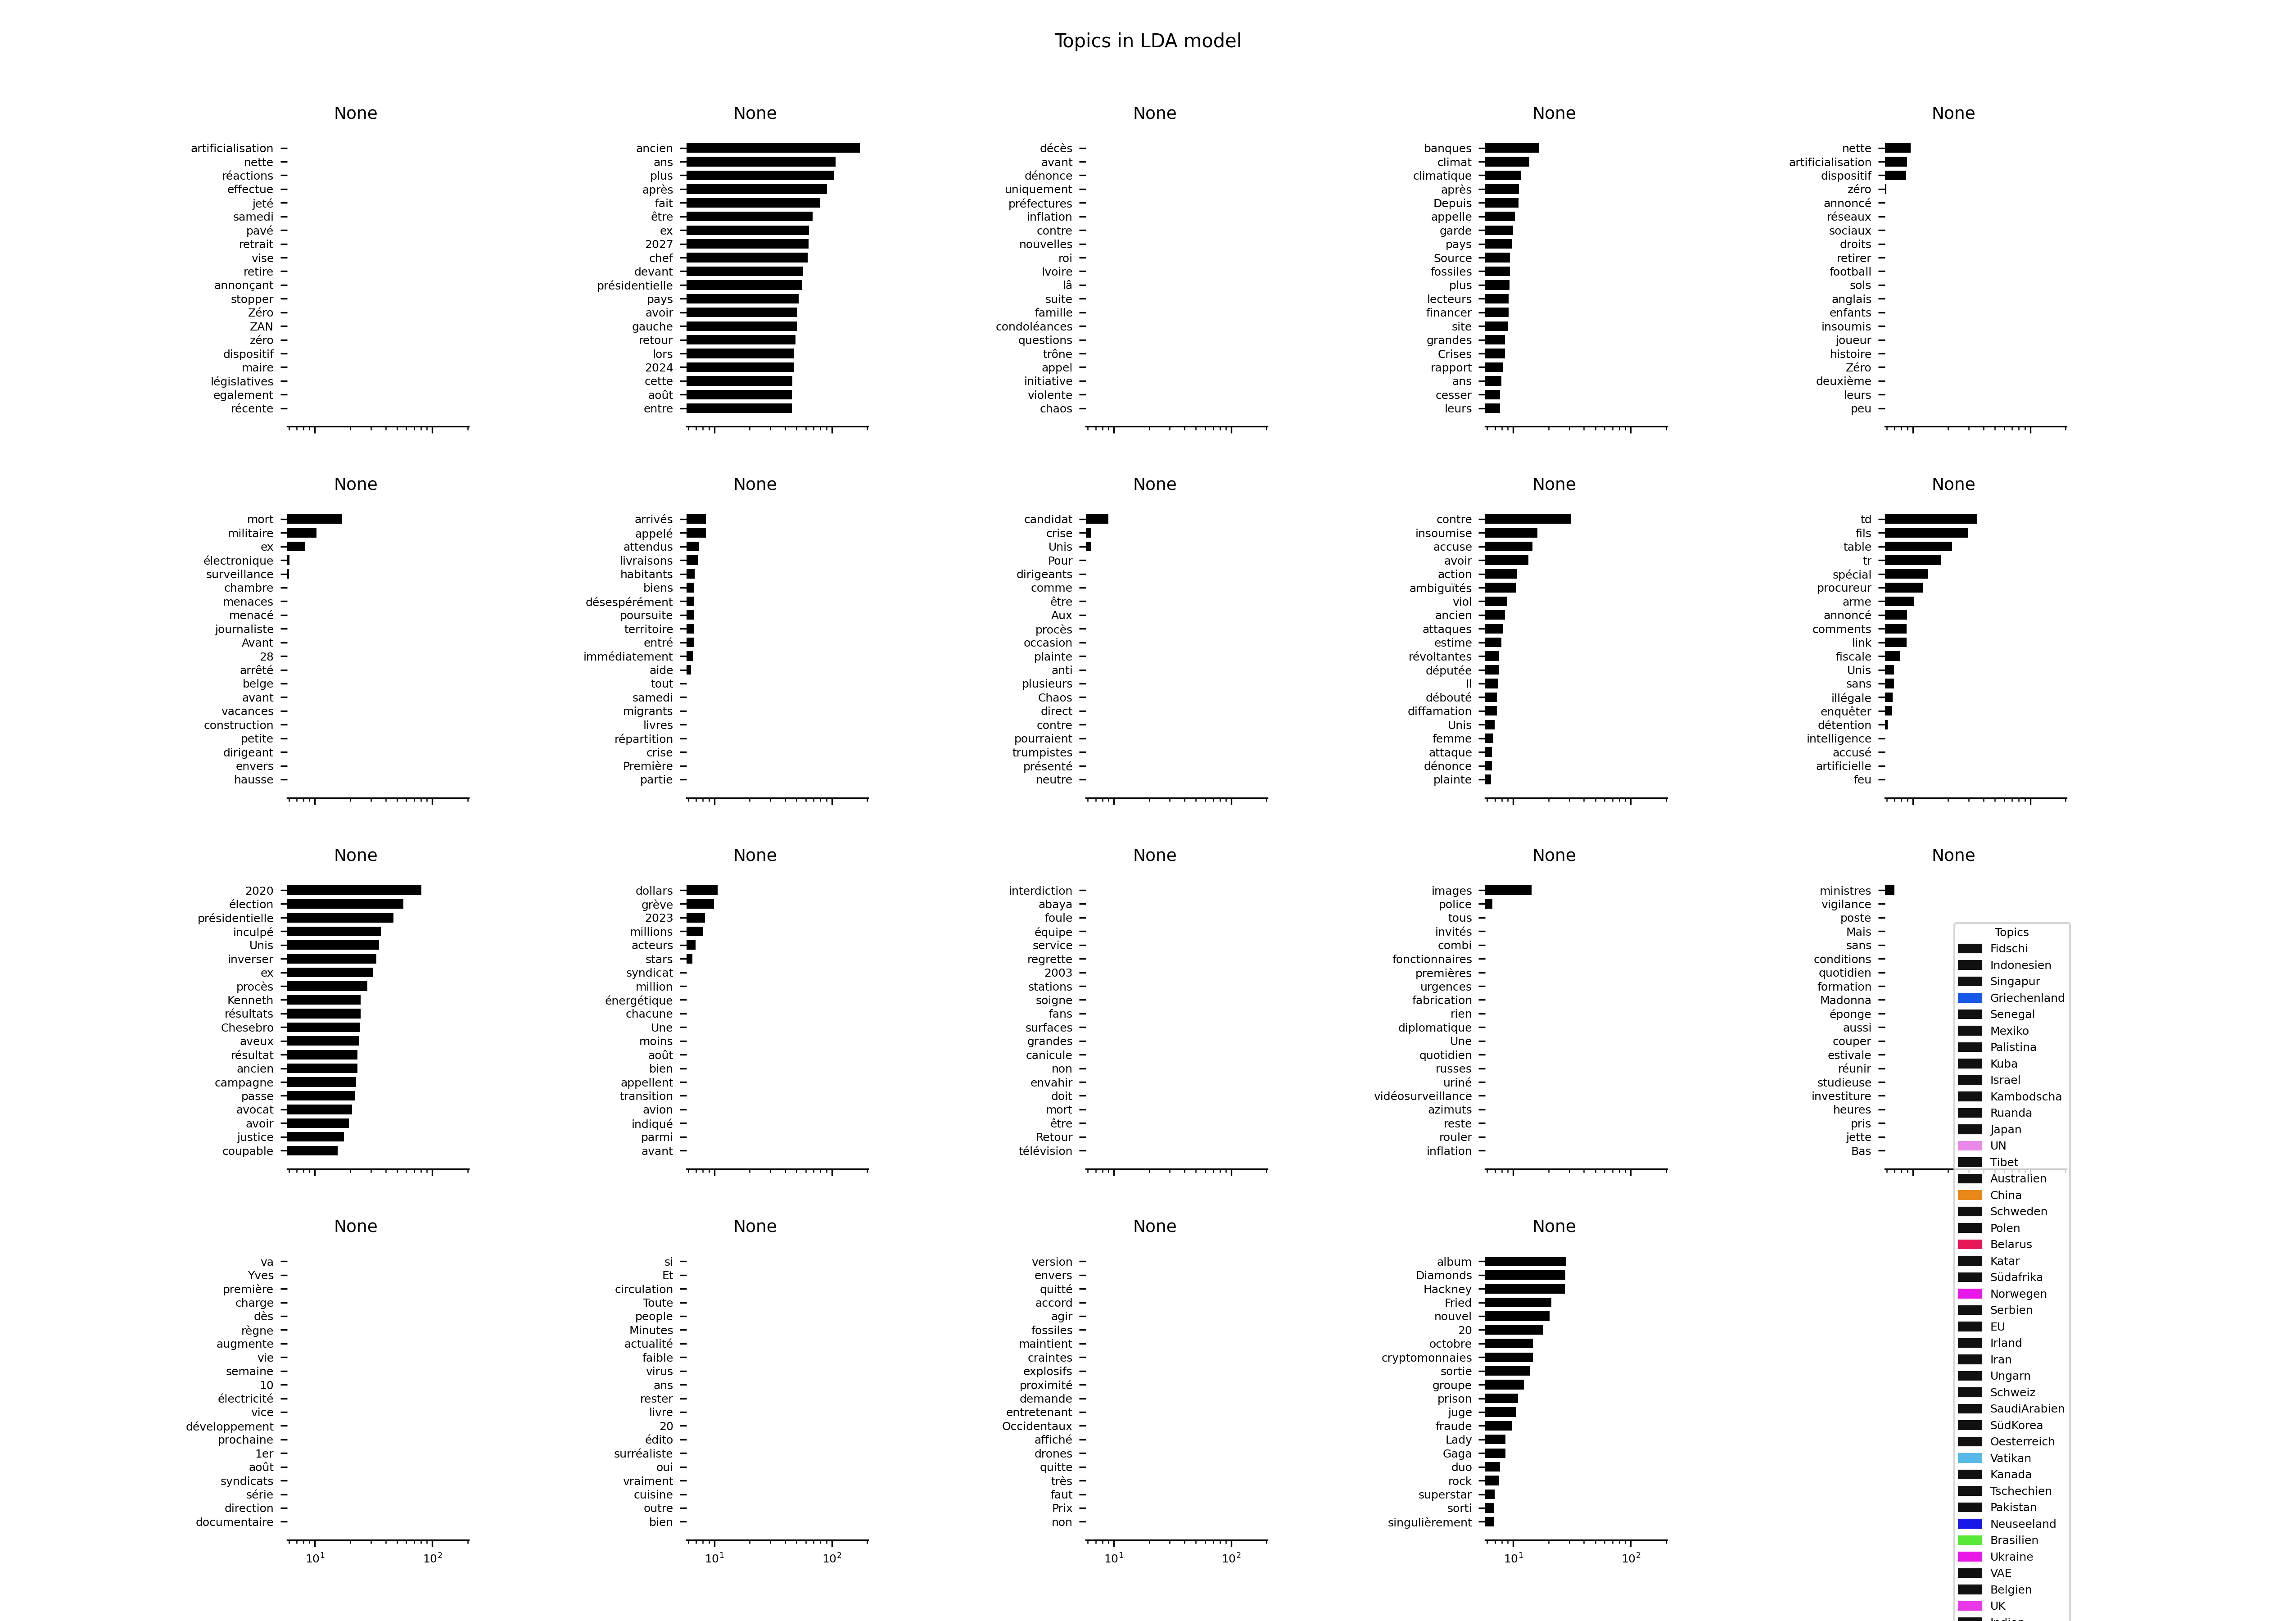 Topics in LDA model
None
artificialisation
nette
réactions
effectue
jeté
samedi
pavé
retrait
vise
retire
annonçant
stopper
Zéro
ZAN
zéro
dispositif
maire
législatives
egalement
récente
None
ancien
ans
plus
après
fait
être
ex
2027
chef
devant
présidentielle
pays
avoir
gauche
retour
lors
2024
cette
août
entre
None
décès
avant
dénonce
uniquement
préfectures
inflation
contre
nouvelles
roi
Ivoire
lâ
suite
famille
condoléances
questions
trône
appel
initiative
violente
chaos
None
banques
climat
climatique
après
Depuis
appelle
garde
pays
Source
fossiles
plus
lecteurs
financer
site
grandes
Crises
rapport
ans
cesser
leurs
None
nette
artificialisation
dispositif
zéro
annoncé
réseaux
sociaux
droits
retirer
football
sols
anglais
enfants
insoumis
joueur
histoire
Zéro
deuxième
leurs
peu
None
mort
militaire
ex
électronique
surveillance
chambre
menaces
menacé
journaliste
Avant
28
arrêté
belge
avant
vacances
construction
petite
dirigeant
envers
hausse
None
arrivés
appelé
attendus
livraisons
habitants
biens
désespérément
poursuite
territoire
entré
immédiatement
aide
tout
samedi
migrants
livres
répartition
crise
Première
partie
None
candidat
crise
Unis
Pour
dirigeants
comme
être
Aux
procès
occasion
plainte
anti
plusieurs
Chaos
direct
contre
pourraient
trumpistes
présenté
neutre
None
contre
insoumise
accuse
avoir
action
ambiguïtés
viol
ancien
attaques
estime
révoltantes
députée
Il
débouté
diffamation
Unis
femme
attaque
dénonce
plainte
None
td
fils
table
tr
spécial
procureur
arme
annoncé
comments
link
fiscale
Unis
sans
illégale
enquêter
détention
intelligence
accusé
artificielle
feu
None
2020
élection
présidentielle
inculpé
Unis
inverser
ex
procès
Kenneth
résultats
Chesebro
aveux
résultat
ancien
campagne
passe
avocat
avoir
justice
coupable
None
dollars
grève
2023
millions
acteurs
stars
syndicat
million
énergétique
chacune
Une
moins
août
bien
appellent
transition
avion
indiqué
parmi
avant
None
interdiction
abaya
foule
équipe
service
regrette
2003
stations
soigne
fans
surfaces
grandes
canicule
non
envahir
doit
mort
être
Retour
télévision
None
images
police
tous
invités
combi
fonctionnaires
premières
urgences
fabrication
rien
diplomatique
Une
quotidien
russes
uriné
vidéosurveillance
azimuts
reste
rouler
inflation
None
ministres
vigilance
poste
Mais
sans
conditions
quotidien
formation
Madonna
éponge
aussi
couper
estivale
réunir
studieuse
investiture
heures
pris
jette
Bas
None
va
Yves
première
charge
dès
règne
augmente
vie
semaine
10
électricité
vice
développement
prochaine
1er
août
syndicats
série
direction
documentaire
10¹ 10²
None
si
Et
circulation
Toute
people
Minutes
actualité
faible
virus
ans
rester
livre
20
édito
surréaliste
oui
vraiment
cuisine
outre
bien
10¹ 10²
None
version
envers
quitté
accord
agir
fossiles
maintient
craintes
explosifs
proximité
demande
entretenant
Occidentaux
affiché
drones
quitte
très
faut
Prix
non
10¹ 10²
None
album
Diamonds
Hackney
Fried
nouvel
20
octobre
cryptomonnaies
sortie
groupe
prison
juge
fraude
Lady
Gaga
duo
rock
superstar
sorti
singulièrement
10¹ 10²
Topics
Fidschi
Indonesien
Singapur
Griechenland
Senegal
Mexiko
Palistina
Kuba
Israel
Kambodscha
Ruanda
Japan
UN
Tibet
Australien
China
Schweden
Polen
Belarus
Katar
Südafrika
Norwegen
Serbien
EU
Irland
Iran
Ungarn
Schweiz
SaudiArabien
SüdKorea
Oesterreich
Vatikan
Kanada
Tschechien
Pakistan
Neuseeland
Brasilien
Ukraine
VAE
Belgien
UK